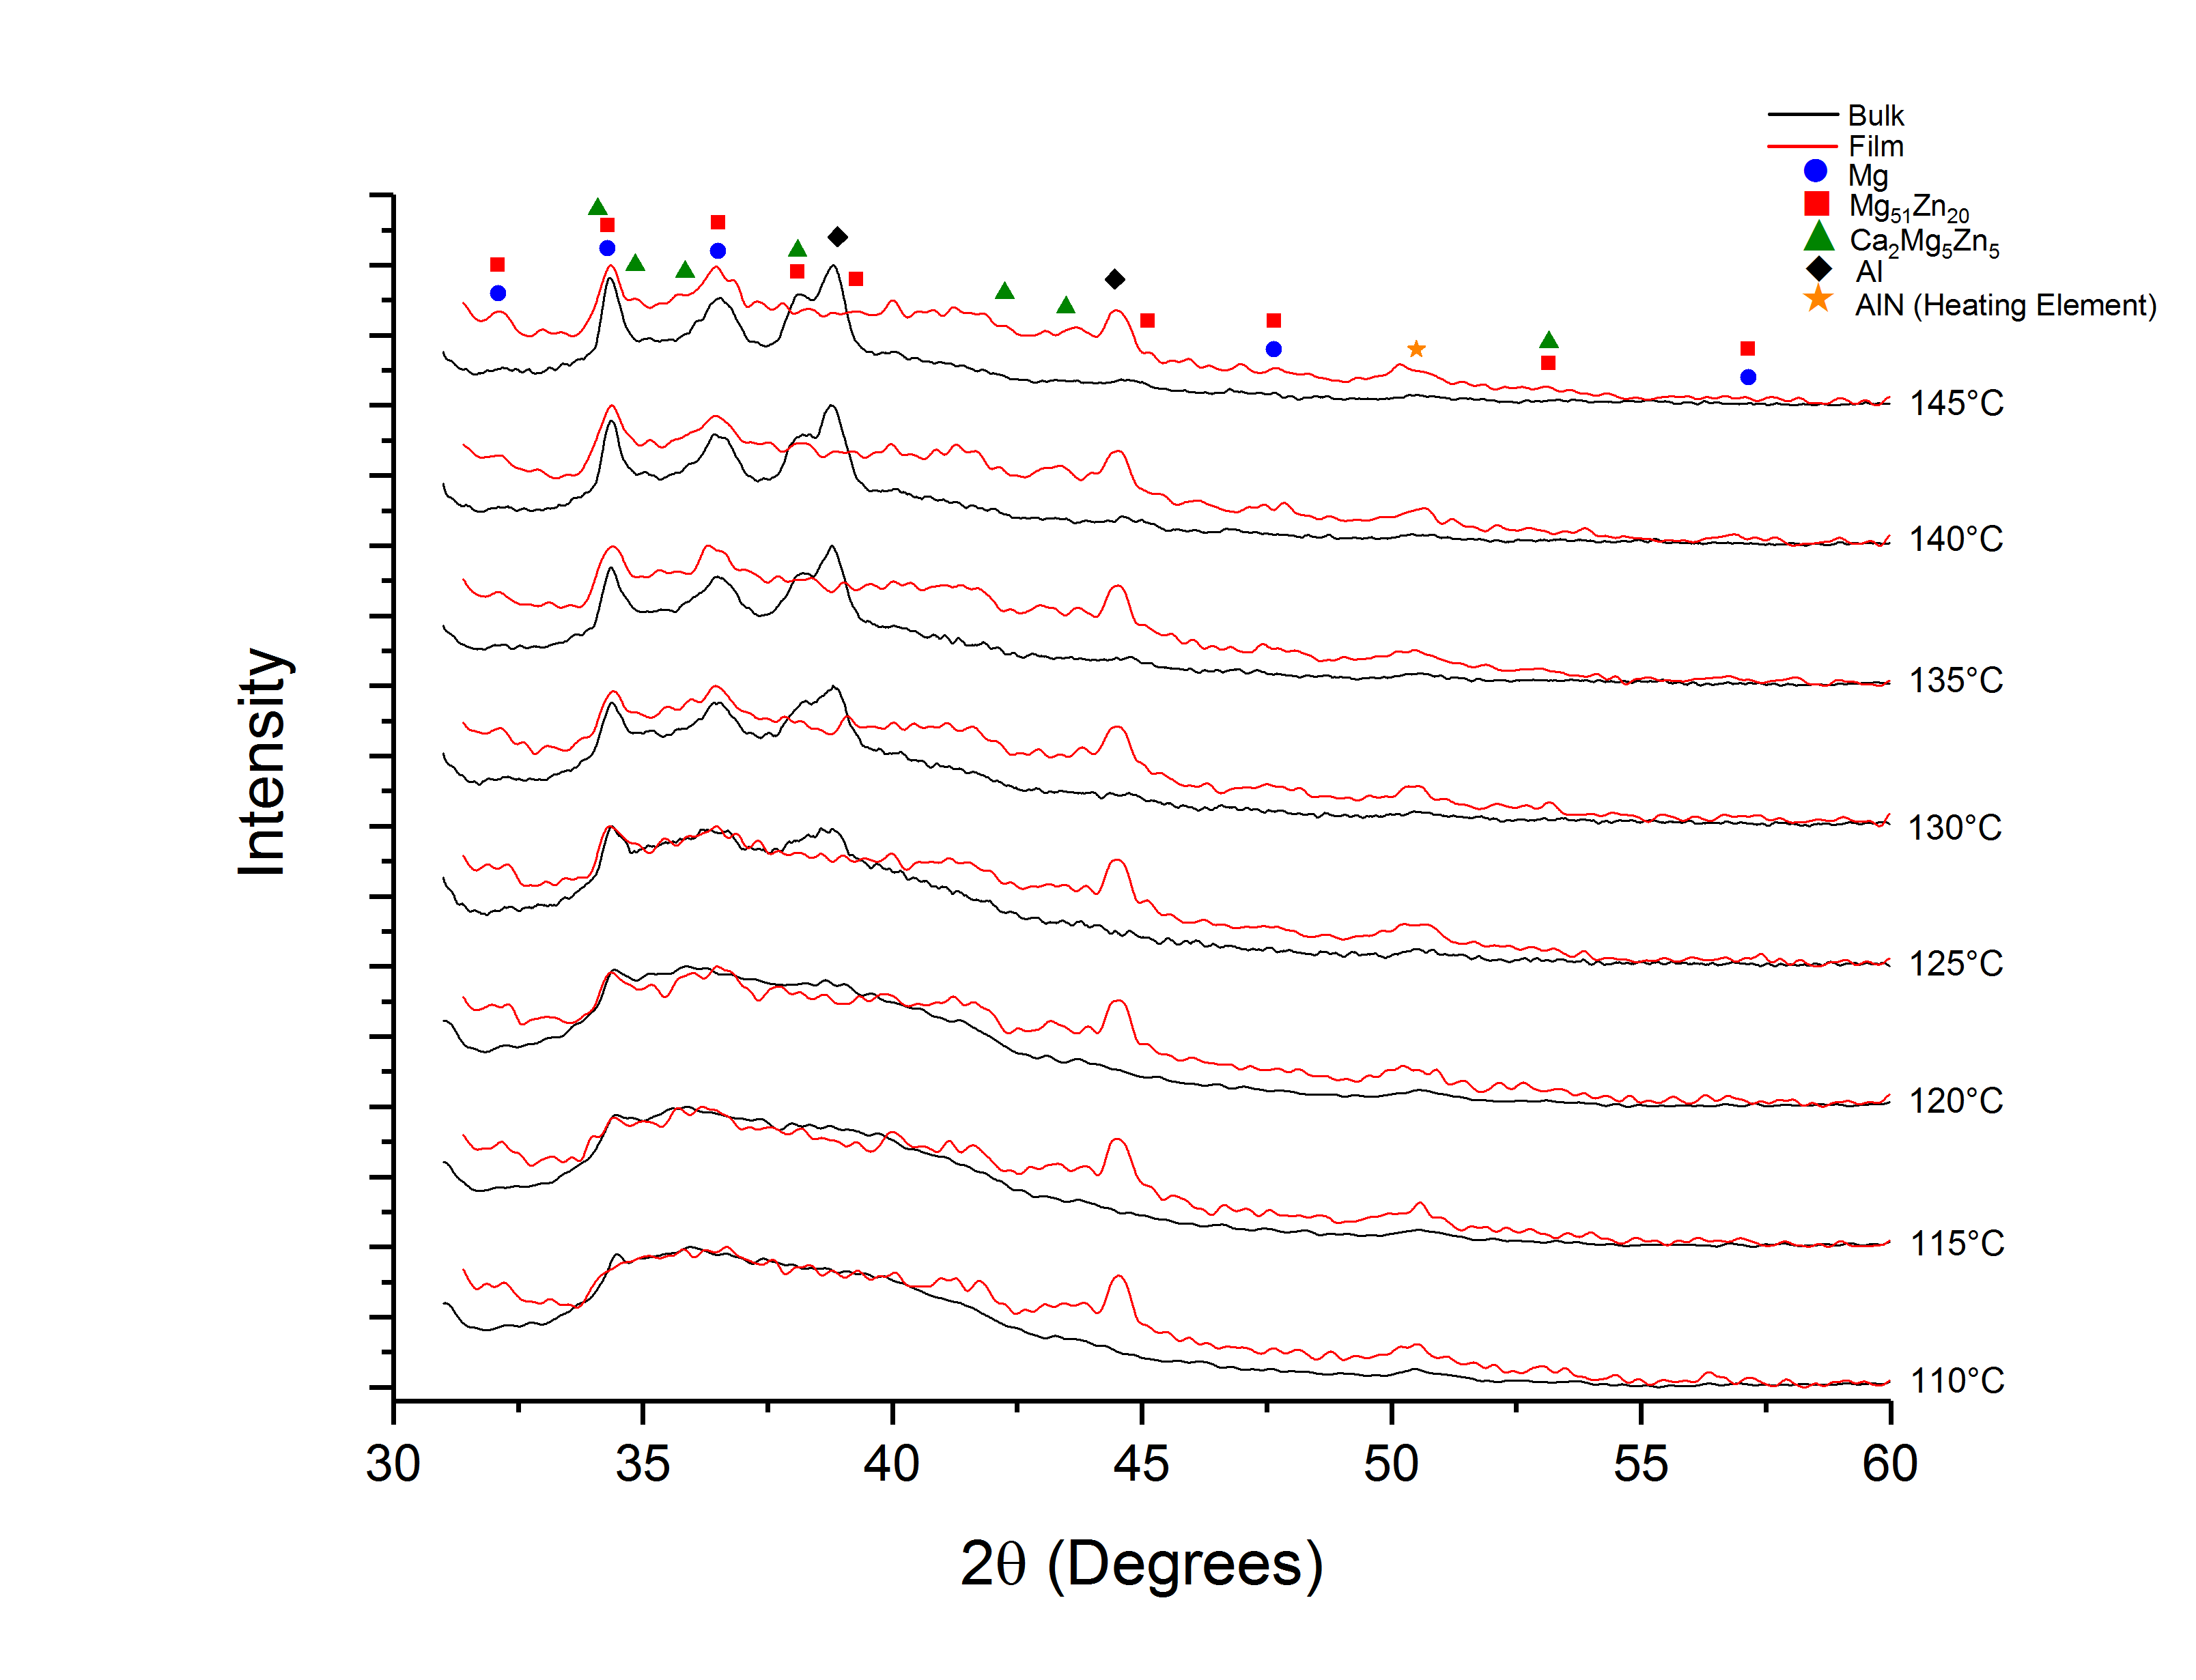 Bulk
Film
Mg
Mg51Zn20
Ca2Mg5Zn5
Al
AlN (Heating Element)
145°C
140°C
135°C
130°C
125°C
120°C
115°C
110°C
Intensity
30 35 40 45 50 55 60
2θ (Degrees)